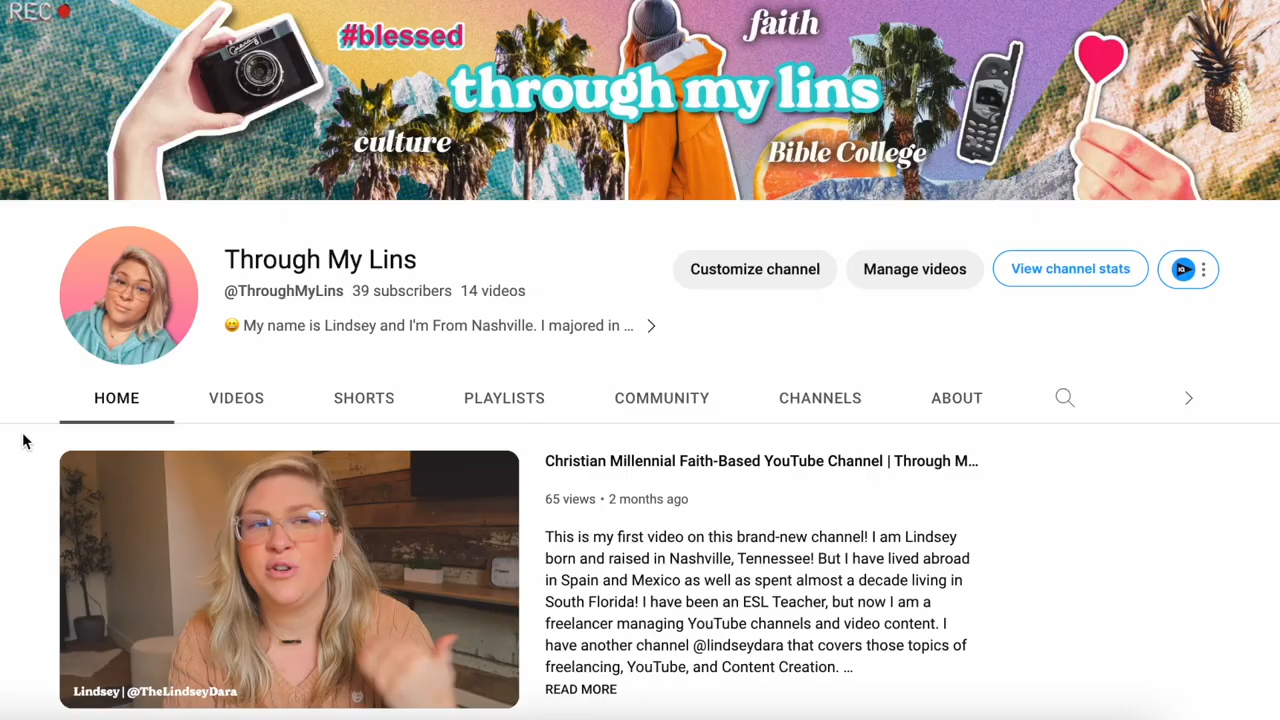 REC
#blessed
faith
through my lins
culture
Bible College
Through My Lins
@ThroughMyLins 39 subscribers 14 videos
😀 My name is Lindsey and I'm From Nashville. I majored in ...
Customize channel
Manage videos
View channel stats
HOME
VIDEOS
SHORTS
PLAYLISTS
COMMUNITY
CHANNELS
ABOUT
Lindsey | @TheLindseyDara
Christian Millennial Faith-Based YouTube Channel | Through M...
65 views • 2 months ago
This is my first video on this brand-new channel! I am Lindsey
born and raised in Nashville, Tennessee! But I have lived abroad
in Spain and Mexico as well as spent almost a decade living in
South Florida! I have been an ESL Teacher, but now I am a
freelancer managing YouTube channels and video content. I
have another channel @lindseydara that covers those topics of
freelancing, YouTube, and Content Creation. ...
READ MORE